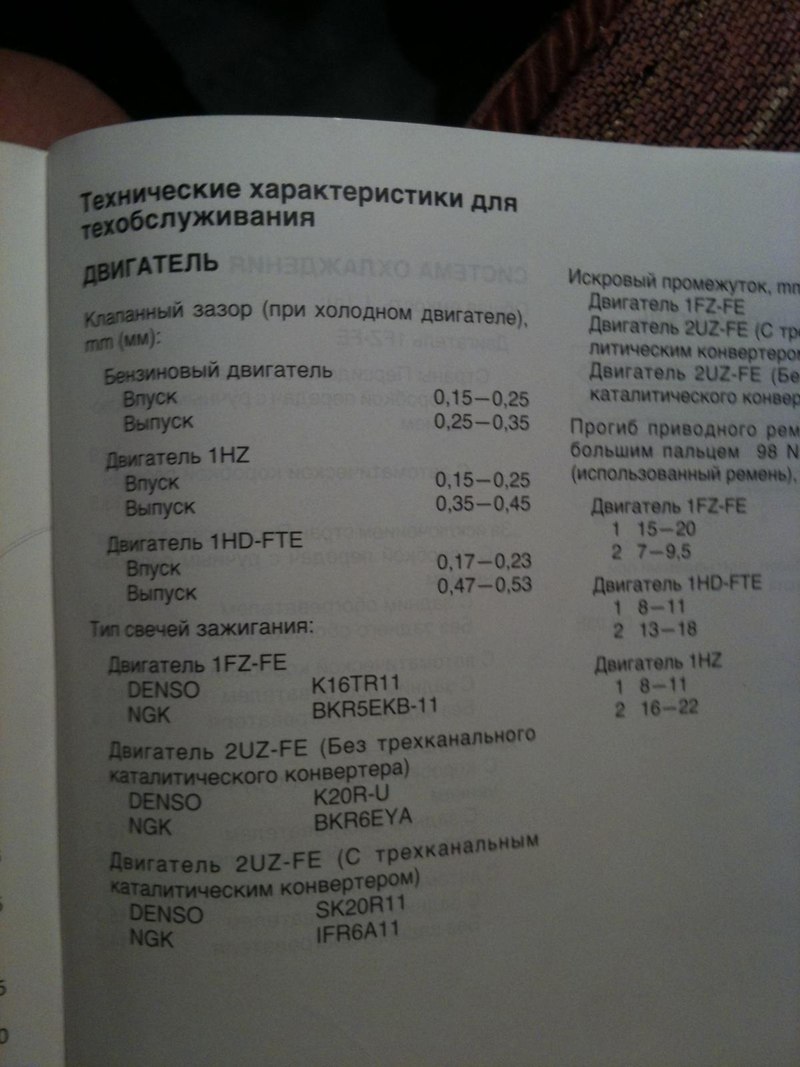 Технические характеристики для
техобслуживания
ДВИГАТЕЛЬ
Клапанный зазор (при холодном двигателе),
mm (мм):
Бензиновый двигатель
Впуск 0,15—0,25
Выпуск 0,25—0,35
Двигатель 1HZ
Впуск 0,15—0,25
Выпуск 0,35—0,45
Двигатель 1HD-FTE
Впуск 0,17—0,23
Выпуск 0,47—0,53
Тип свечей зажигания:
Двигатель 1FZ-FE
DENSO K16TR11
NGK BKR5EKB-11
Двигатель 2UZ-FE (Без трехканального
каталитического конвертера)
DENSO K20R-U
NGK BKR6EYA
Двигатель 2UZ-FE (С трехканальным
каталитическим конвертером)
DENSO SK20R11
NGK IFR6A11
Искровый промежуток, mm
Двигатель 1FZ-FE
Двигатель 2UZ-FE (С тре
литическим конвертером
Двигатель 2UZ-FE (Бе
каталитического конвер
Прогиб приводного рем
большим пальцем 98 N
(использованный ремень),
Двигатель 1FZ-FE
1 15—20
2 7—9,5
Двигатель 1HD-FTE
1 8—11
2 13—18
Двигатель 1HZ
1 8—11
2 16—22